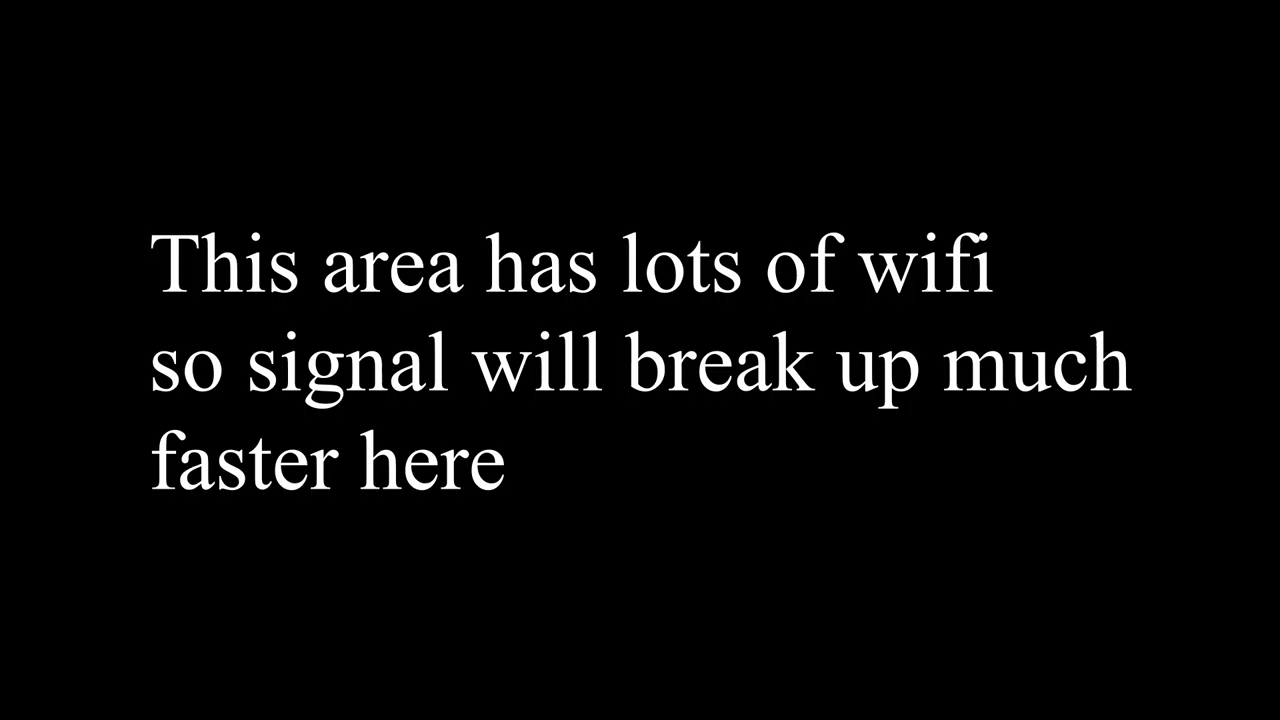 This area has lots of wifi
so signal will break up much
faster here